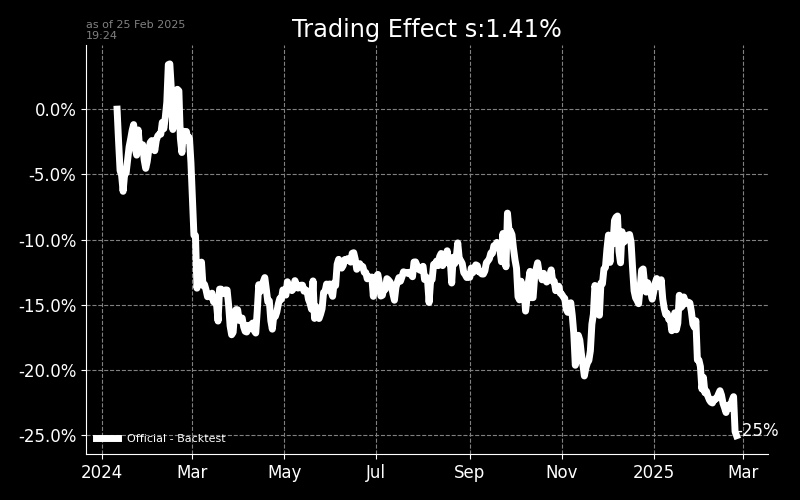 as of 25 Feb 2025
19:24
Trading Effect s:1.41%
0.0%
-5.0%
-10.0%
-15.0%
-20.0%
-25.0%
-25%
Official - Backtest
2024 Mar May Jul Sep Nov 2025 Mar